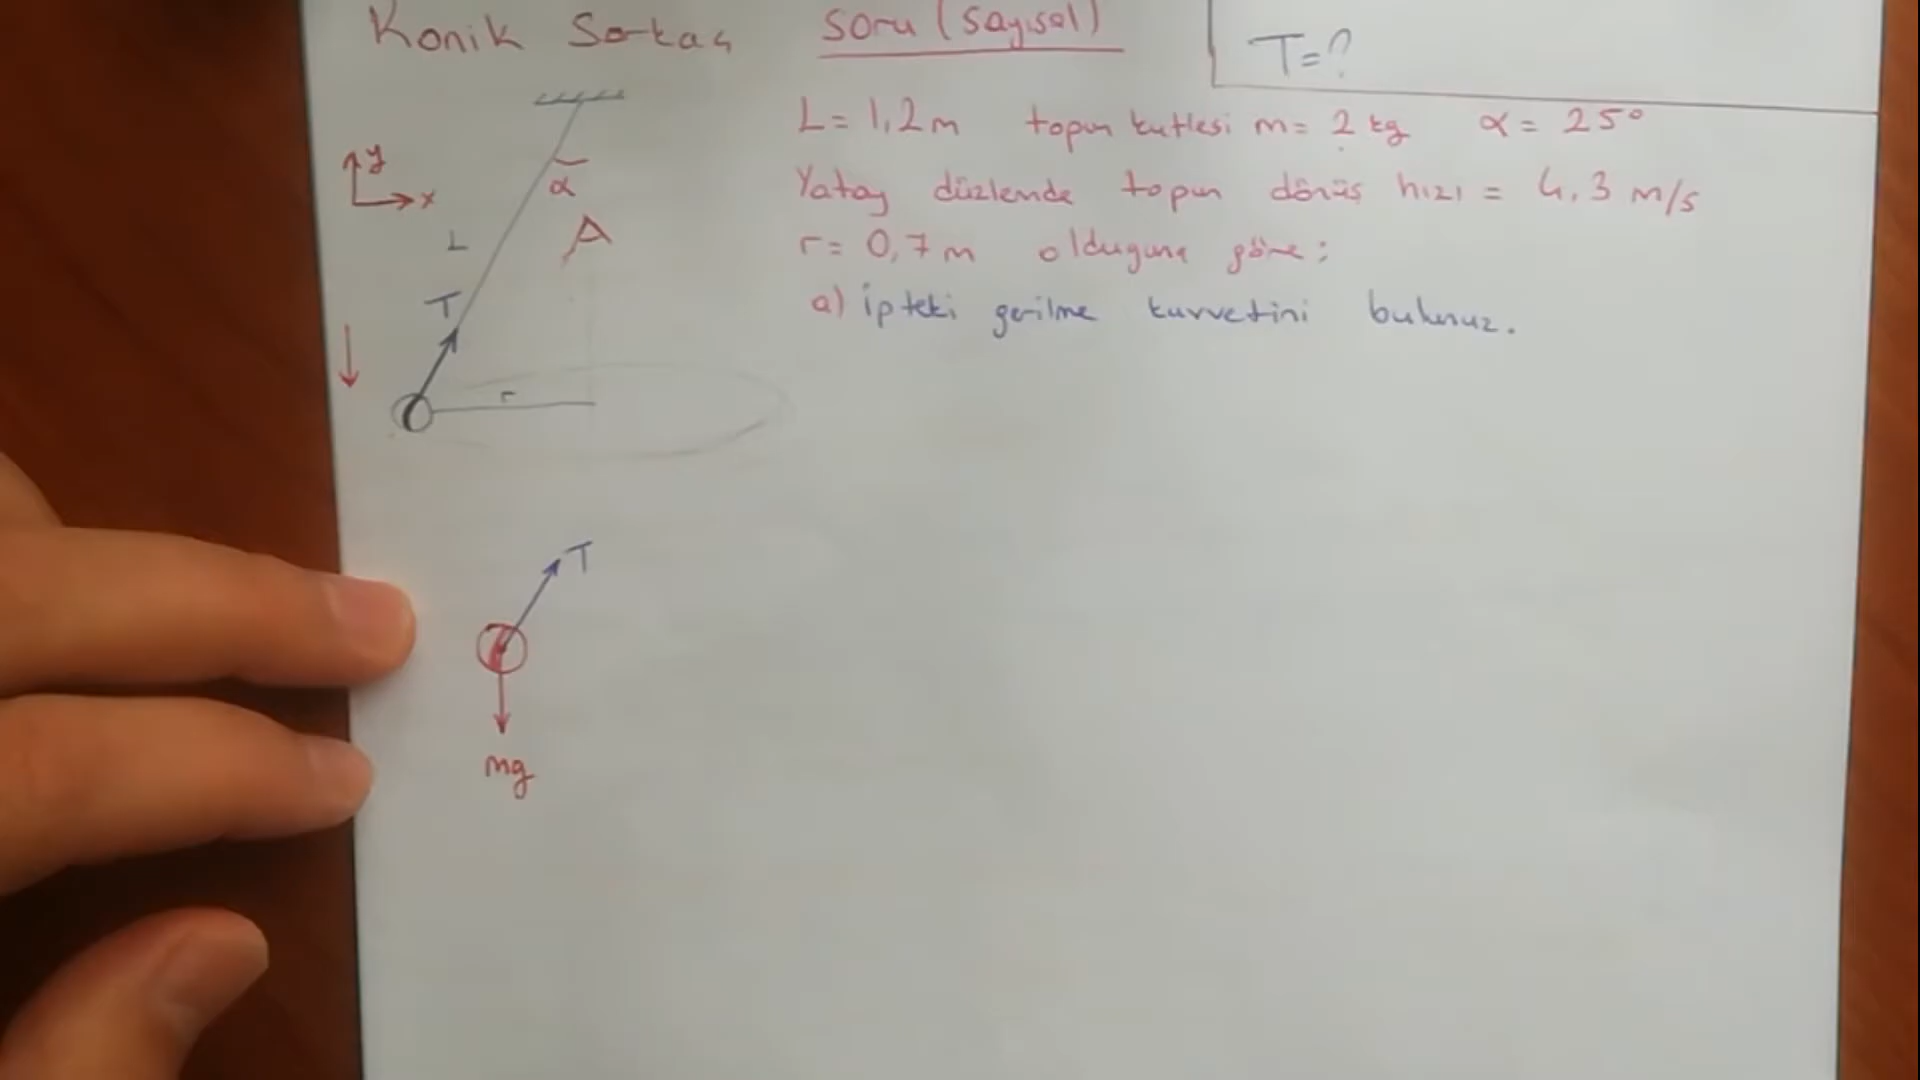 Konik Sarkaç soru (sayısal)
T=?
L= 1,2 m topun kütlesi m= 2 kg α = 25°
Yatay düzlemde topun dönüş hızı = 4,3 m/s
r= 0,7 m olduguna göre;
a) ipteki gerilme kuvvetini bulunuz.
y
x
α
L
A
T
r
T
mg